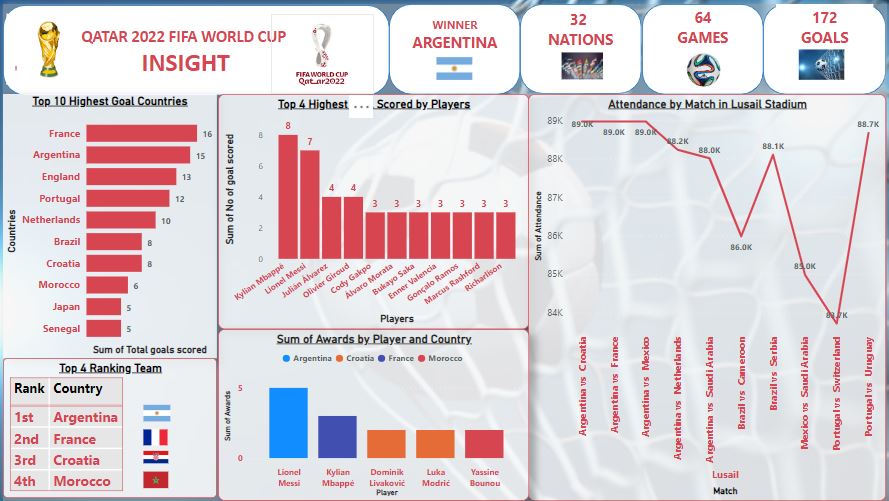 QATAR 2022 FIFA WORLD CUP
INSIGHT
FIFA WORLD CUP
Qat_ar2022
WINNER
ARGENTINA
32
NATIONS
64
GAMES
172
GOALS
Top 10 Highest Goal Countries
Countries
France 16
Argentina 15
England 13
Portugal 12
Netherlands 10
Brazil 8
Croatia 8
Morocco 6
Japan 5
Senegal 5
Sum of Total goals scored
Top 4 Ranking Team
Rank Country
1st Argentina
2nd France
3rd Croatia
4th Morocco
Top 4 Highest ... Scored by Players
Sum of No of goal scored
8
6
4
2
0
8 7 4 4 3 3 3 3 3 3 3
Kylian Mbappé
Lionel Messi
Julián Álvarez
Olivier Giroud
Cody Gakpo
Álvaro Morata
Bukayo Saka
Enner Valencia
Gonçalo Ramos
Marcus Rashford
Richarlison
Players
Sum of Awards by Player and Country
Argentina Croatia France Morocco
Sum of Awards
5
0
Lionel Messi
Kylian Mbappé
Dominik Livaković
Luka Modrić
Yassine Bounou
Player
Attendance by Match in Lusail Stadium
Sum of Attendance
89K
88K
87K
86K
85K
84K
89.0K
89.0K
89.0K
88.2K
88.0K
86.0K
88.1K
85.0K
83.7K
88.7K
Argentina vs Croatia
Argentina vs France
Argentina vs Mexico
Argentina vs Netherlands
Argentina vs Saudi Arabia
Brazil vs Cameroon
Brazil vs Serbia
Mexico vs Saudi Arabia
Portugal vs Switzerland
Portugal vs Uruguay
Lusail
Match